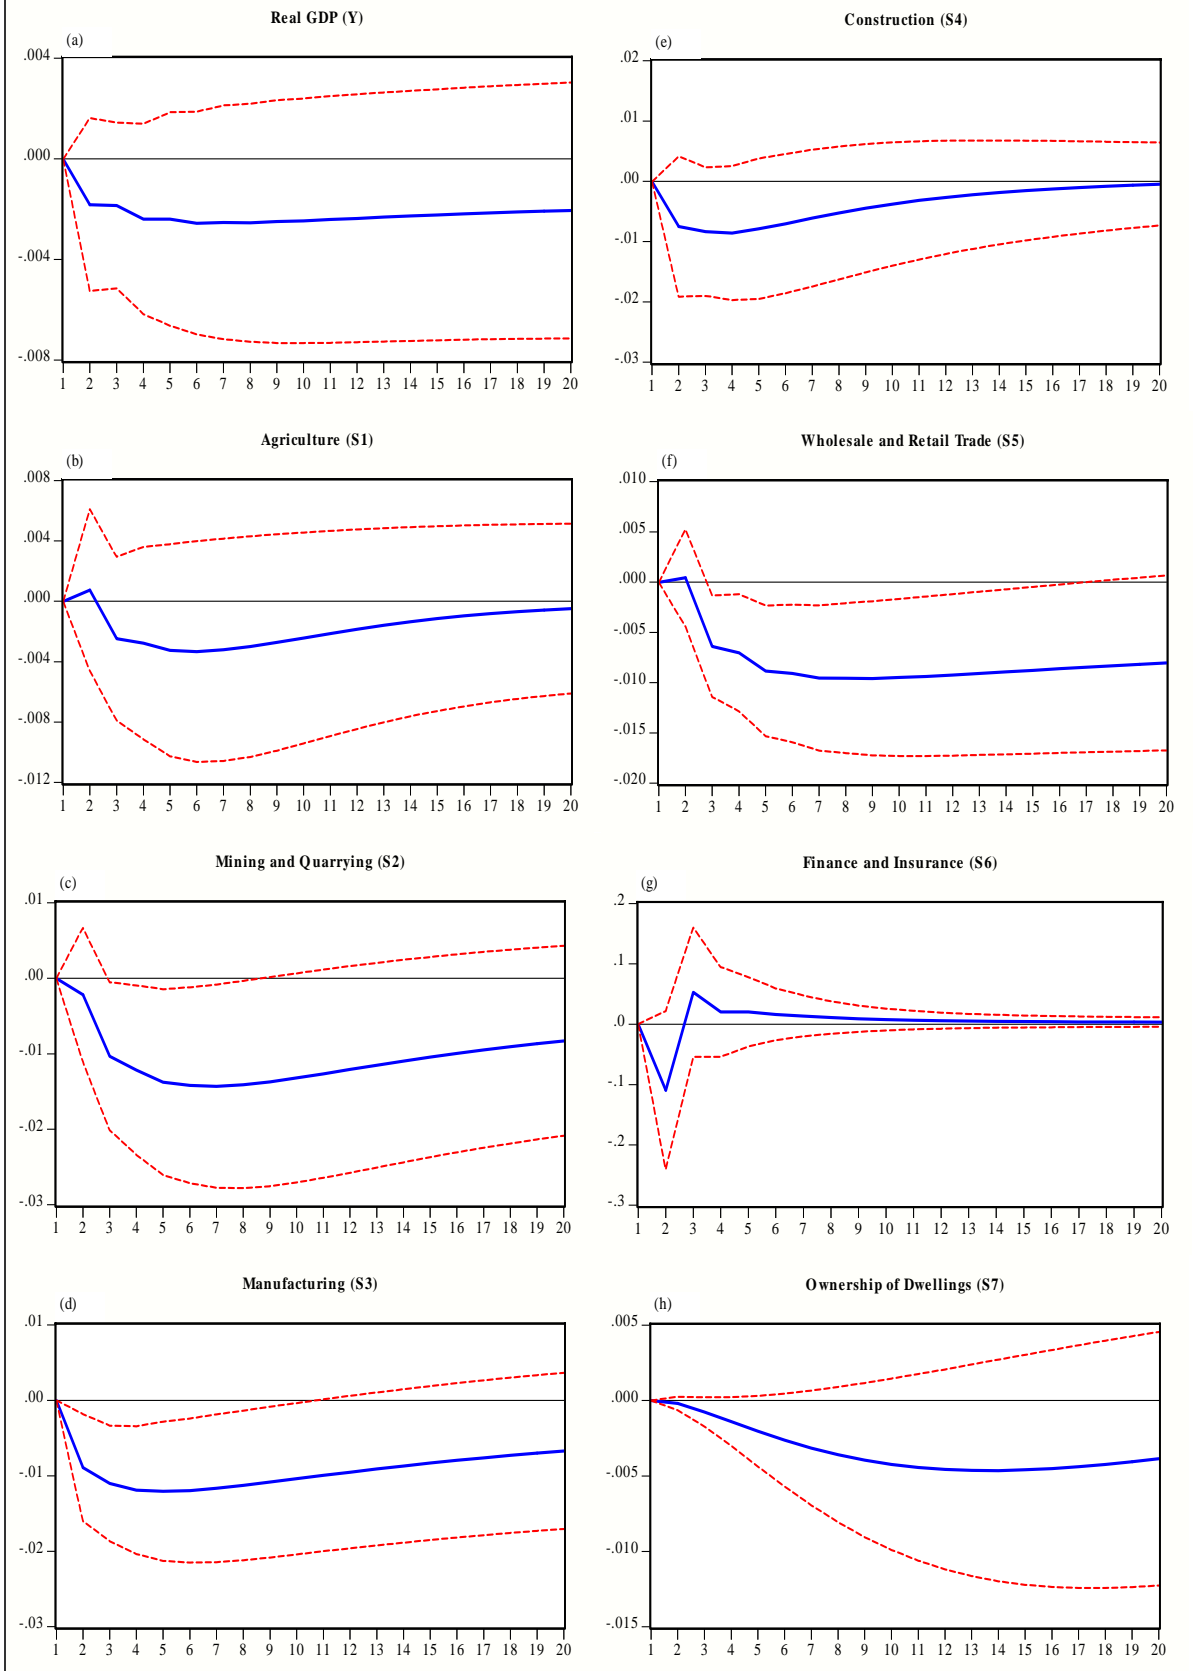 Real GDP (Y)
(a)
.004
.000
-.004
-.008
1 2 3 4 5 6 7 8 9 10 11 12 13 14 15 16 17 18 19 20
Construction (S4)
(e)
.02
.01
.00
-.01
-.02
-.03
1 2 3 4 5 6 7 8 9 10 11 12 13 14 15 16 17 18 19 20
Agriculture (S1)
(b)
.008
.004
.000
-.004
-.008
-.012
1 2 3 4 5 6 7 8 9 10 11 12 13 14 15 16 17 18 19 20
Wholesale and Retail Trade (S5)
(f)
.010
.005
.000
-.005
-.010
-.015
-.020
1 2 3 4 5 6 7 8 9 10 11 12 13 14 15 16 17 18 19 20
Mining and Quarrying (S2)
(c)
.01
.00
-.01
-.02
-.03
1 2 3 4 5 6 7 8 9 10 11 12 13 14 15 16 17 18 19 20
Finance and Insurance (S6)
(g)
.2
.1
.0
-.1
-.2
-.3
1 2 3 4 5 6 7 8 9 10 11 12 13 14 15 16 17 18 19 20
Manufacturing (S3)
(d)
.01
.00
-.01
-.02
-.03
1 2 3 4 5 6 7 8 9 10 11 12 13 14 15 16 17 18 19 20
Ownership of Dwellings (S7)
(h)
.005
.000
-.005
-.010
-.015
1 2 3 4 5 6 7 8 9 10 11 12 13 14 15 16 17 18 19 20